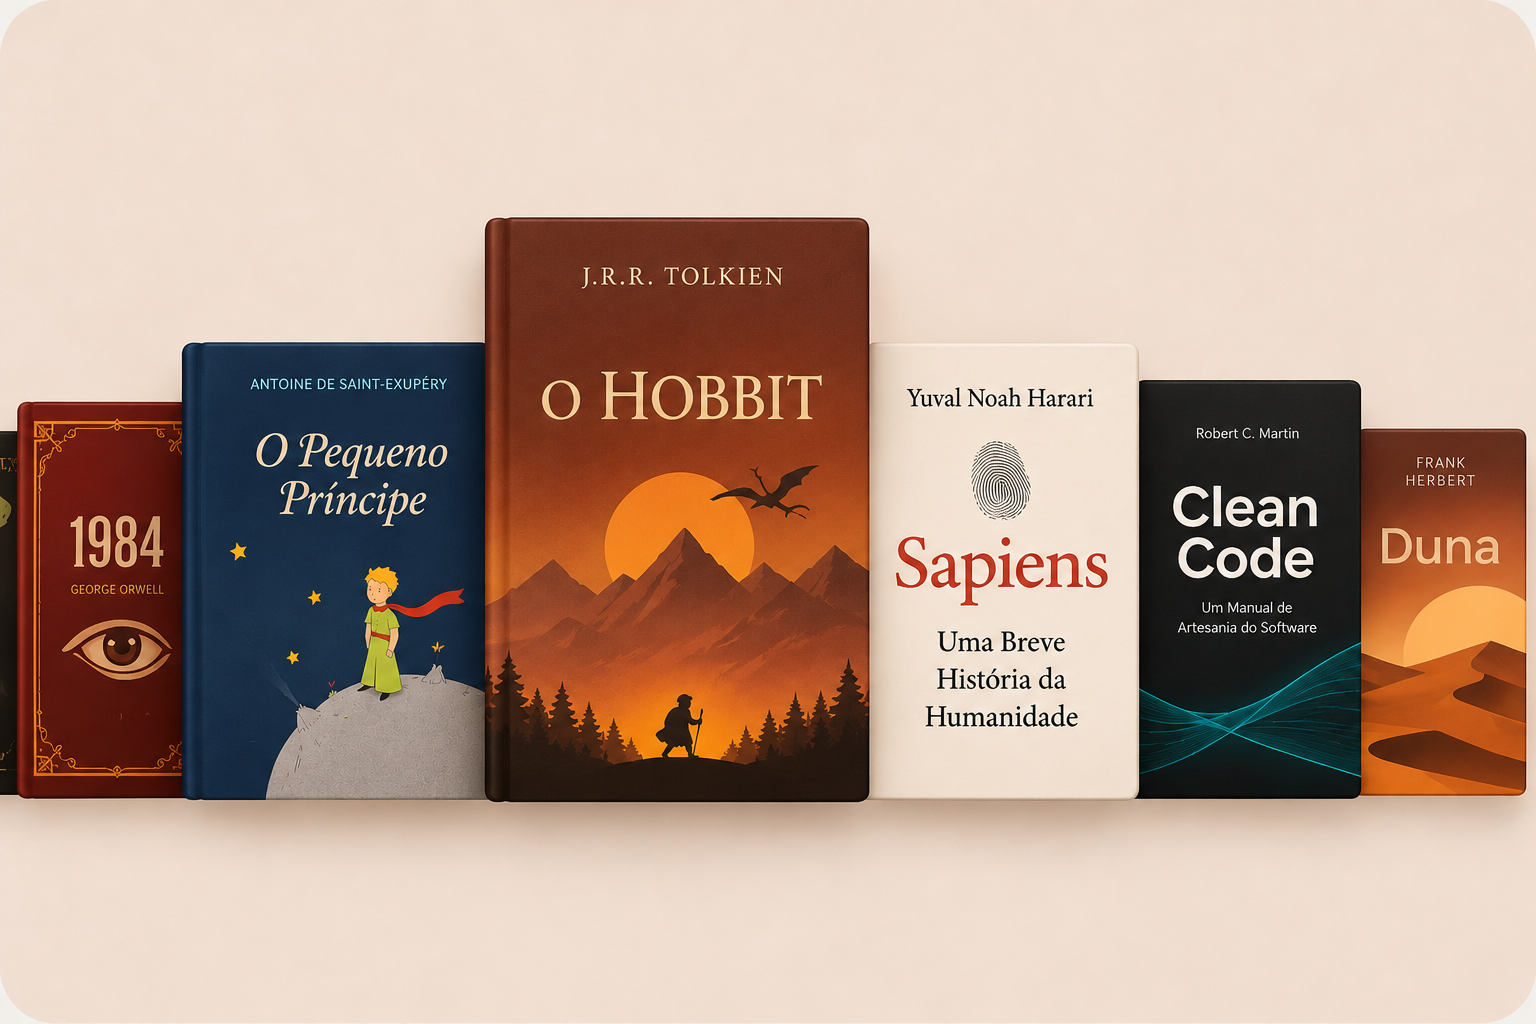 1984
GEORGE ORWELL
ANTOINE DE SAINT-EXUPÉRY
O Pequeno
Príncipe
J.R.R. TOLKIEN
O HOBBIT
Yuval Noah Harari
Sapiens
Uma Breve
História da
Humanidade
Robert C. Martin
Clean
Code
Um Manual de
Artesania do Software
FRANK
HERBERT
Duna